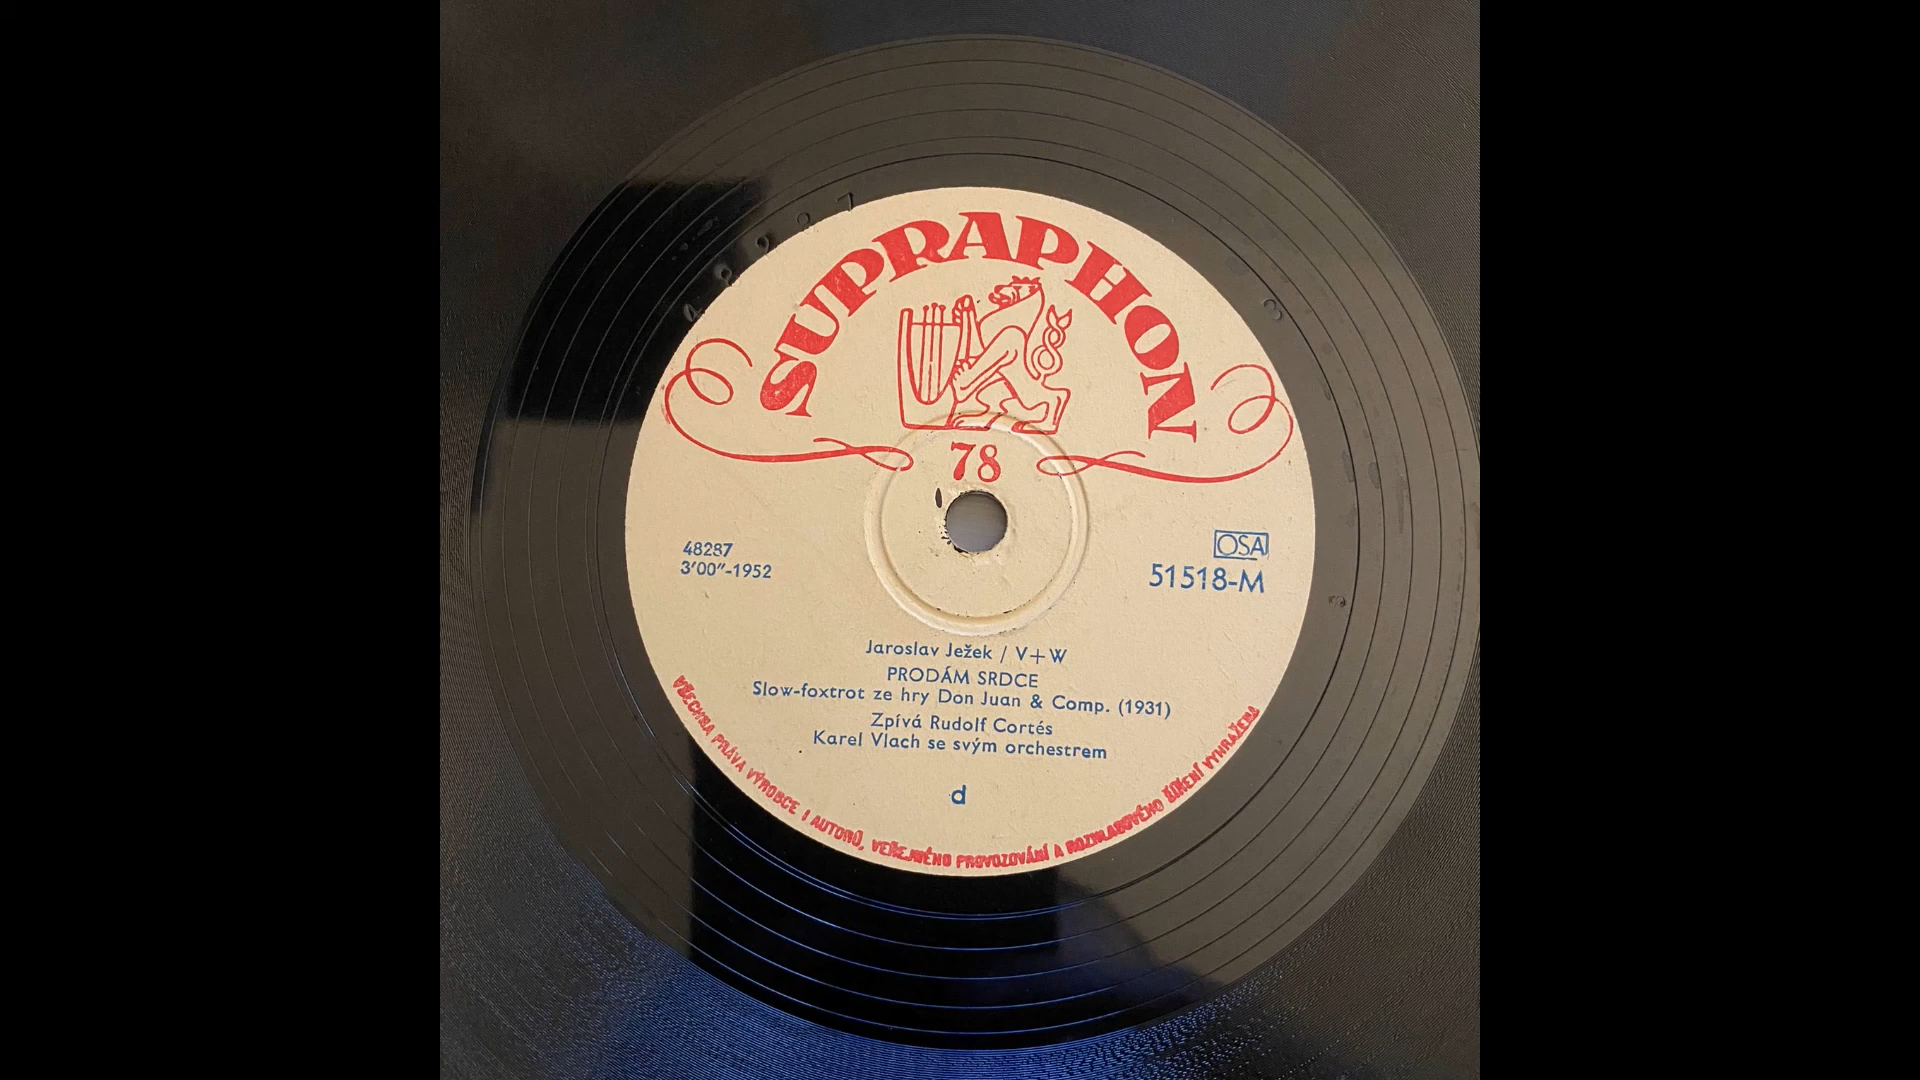 SUPRAPHON
78
48287
3′00″-1952
OSA
51518-M
Jaroslav Ježek / V+W
PRODÁM SRDCE
Slow-foxtrot ze hry Don Juan & Comp. (1931)
Zpívá Rudolf Cortés
Karel Vlach se svým orchestrem
d
VŠECHNA PRÁVA VÝROBCE I AUTORŮ, VEŘEJNÉHO PROVOZOVÁNÍ A ROZHLASOVÉHO ŠÍŘENÍ VYHRAŽENA